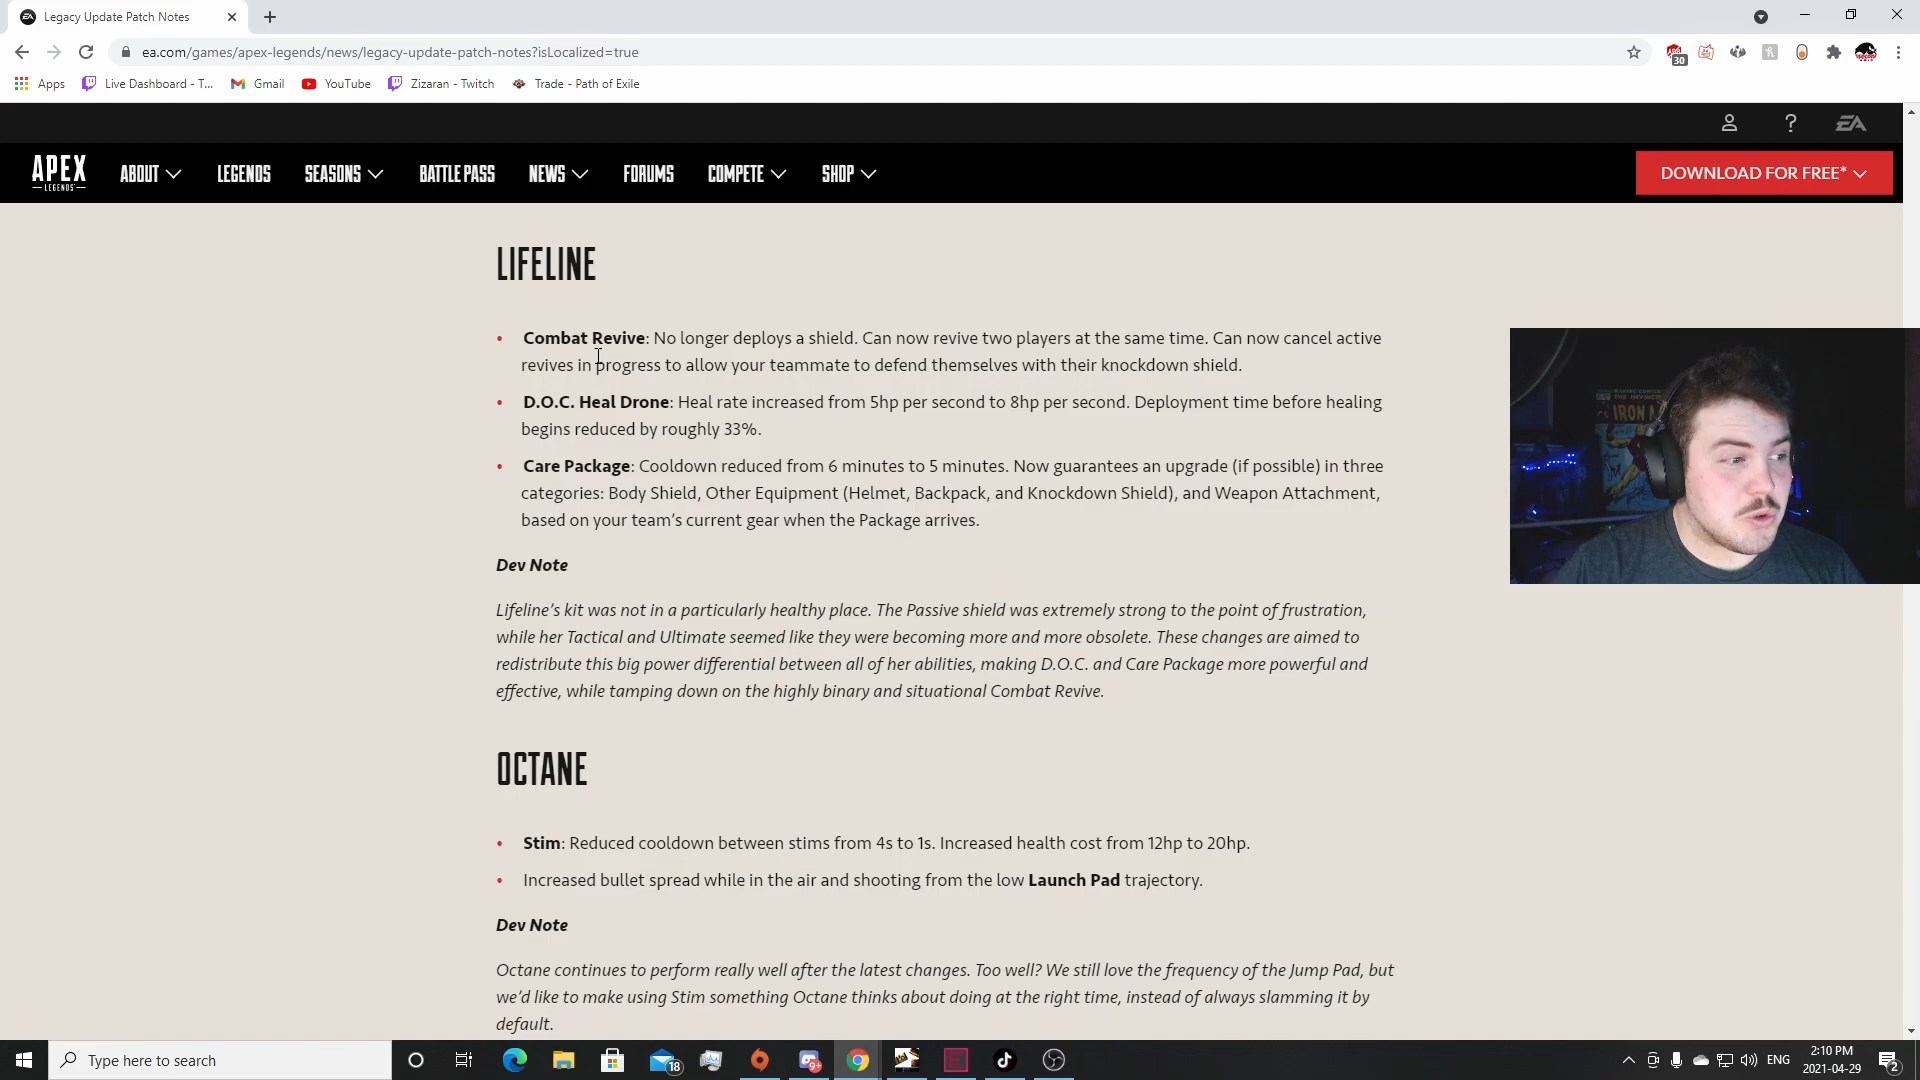 Legacy Update Patch Notes
ea.com/games/apex-legends/news/legacy-update-patch-notes?isLocalized=true
30
Apps Live Dashboard - T... Gmail YouTube Zizaran - Twitch Trade - Path of Exile
? EA
APEX LEGENDS ABOUT LEGENDS SEASONS BATTLE PASS NEWS FORUMS COMPETE SHOP DOWNLOAD FOR FREE*
LIFELINE
• Combat Revive: No longer deploys a shield. Can now revive two players at the same time. Can now cancel active
revives in progress to allow your teammate to defend themselves with their knockdown shield.
• D.O.C. Heal Drone: Heal rate increased from 5hp per second to 8hp per second. Deployment time before healing
begins reduced by roughly 33%.
• Care Package: Cooldown reduced from 6 minutes to 5 minutes. Now guarantees an upgrade (if possible) in three
categories: Body Shield, Other Equipment (Helmet, Backpack, and Knockdown Shield), and Weapon Attachment,
based on your team's current gear when the Package arrives.
Dev Note
Lifeline's kit was not in a particularly healthy place. The Passive shield was extremely strong to the point of frustration,
while her Tactical and Ultimate seemed like they were becoming more and more obsolete. These changes are aimed to
redistribute this big power differential between all of her abilities, making D.O.C. and Care Package more powerful and
effective, while tamping down on the highly binary and situational Combat Revive.
IRON
OCTANE
• Stim: Reduced cooldown between stims from 4s to 1s. Increased health cost from 12hp to 20hp.
• Increased bullet spread while in the air and shooting from the low Launch Pad trajectory.
Dev Note
Octane continues to perform really well after the latest changes. Too well? We still love the frequency of the Jump Pad, but
we'd like to make using Stim something Octane thinks about doing at the right time, instead of always slamming it by
default.
Type here to search
18
9+
ENG
2:10 PM
2021-04-29
2